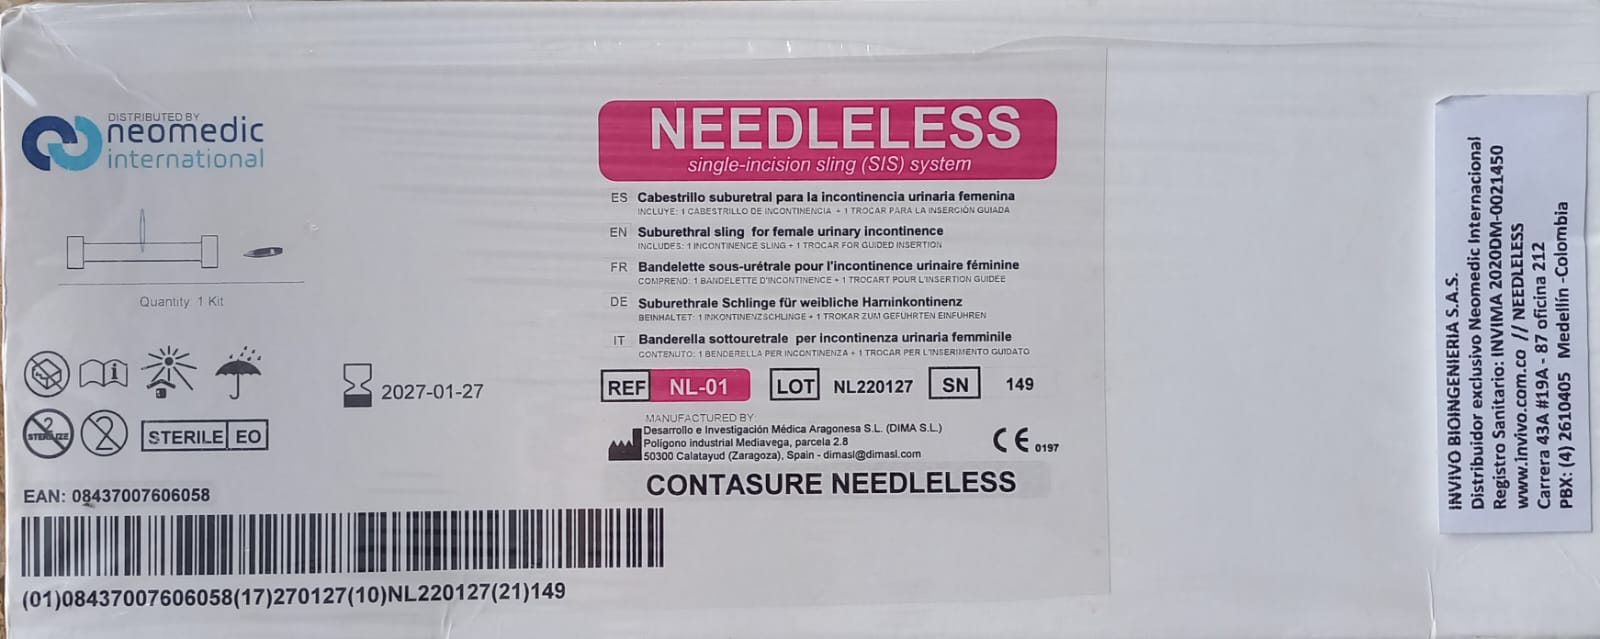 DISTRIBUTED BY
neomedic
international
Quantity: 1 Kit
2
STERILIZE
2
STERILE EO
2027-01-27
EAN: 08437007606058
(01)08437007606058(17)270127(10)NL220127(21)149
NEEDLELESS
single-incision sling (SIS) system
ES Cabestrillo suburetral para la incontinencia urinaria femenina
INCLUYE: 1 CABESTRILLO DE INCONTINENCIA + 1 TROCAR PARA LA INSERCIÓN GUIADA
EN Suburethral sling for female urinary incontinence
INCLUDES: 1 INCONTINENCE SLING + 1 TROCAR FOR GUIDED INSERTION
FR Bandelette sous-urétrale pour l'incontinence urinaire féminine
COMPREND: 1 BANDELETTE D'INCONTINENCE + 1 TROCART POUR L'INSERTION GUIDÉE
DE Suburethrale Schlinge für weibliche Harninkontinenz
BEINHALTET: 1 INKONTINENZSCHLINGE + 1 TROKAR ZUM GEFÜHRTEN EINFÜHREN
IT Banderella sottouretrale per incontinenza urinaria femminile
CONTENUTO: 1 BENDERELLA PER INCONTINENZA + 1 TROCAR PER L'INSERIMENTO GUIDATO
REF NL-01 LOT NL220127 SN 149
MANUFACTURED BY:
Desarrollo e Investigación Médica Aragonesa S.L. (DIMA S.L.)
Polígono industrial Mediavega, parcela 2.8
50300 Calatayud (Zaragoza), Spain - dimasl@dimasl.com
CE 0197
CONTASURE NEEDLELESS
INVIVO BIOINGENIERIA S.A.S.
Distribuidor exclusivo Neomedic Internacional
Registro Sanitario: INVIMA 2020DM-0021450
www.invivo.com.co // NEEDLELESS
Carrera 43A #19A - 87 oficina 212
PBX: (4) 2610405 Medellín -Colombia